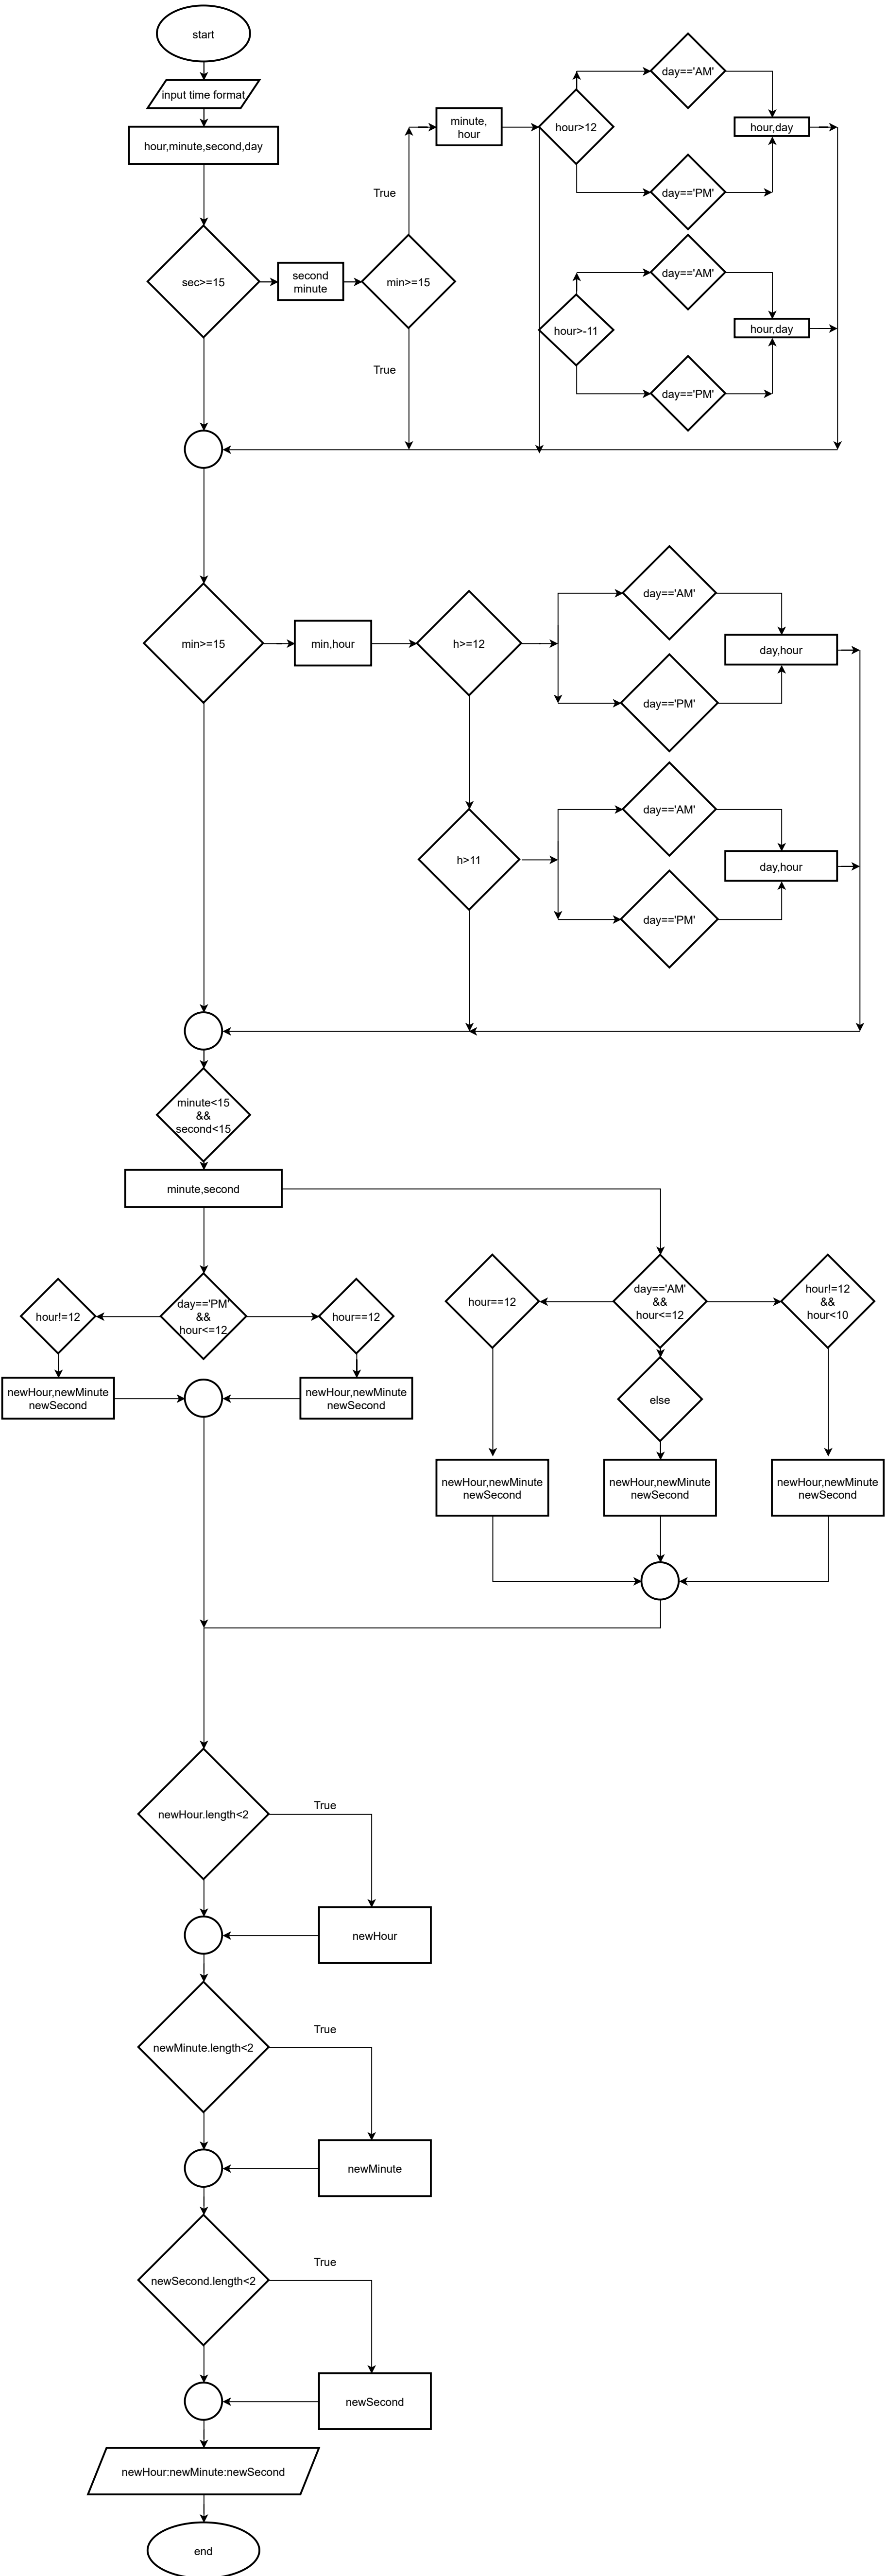 start
input time format
hour,minute,second,day
day=='AM'
minute,
hour
hour>12
hour,day
True
day=='PM'
sec>=15
second
minute
min>=15
day=='AM'
hour>-11
hour,day
True
day=='PM'
day=='AM'
min>=15
min,hour
h>=12
day,hour
day=='PM'
day=='AM'
h>11
day,hour
day=='PM'
minute<15
&&
second<15
minute,second
hour!=12
day=='PM'
&&
hour<=12
hour==12
hour==12
day=='AM'
&&
hour<=12
hour!=12
&&
hour<10
newHour,newMinute
newSecond
newHour,newMinute
newSecond
else
newHour,newMinute
newSecond
newHour,newMinute
newSecond
newHour,newMinute
newSecond
newHour.length<2
True
newHour
newMinute.length<2
True
newMinute
newSecond.length<2
True
newSecond
newHour:newMinute:newSecond
end